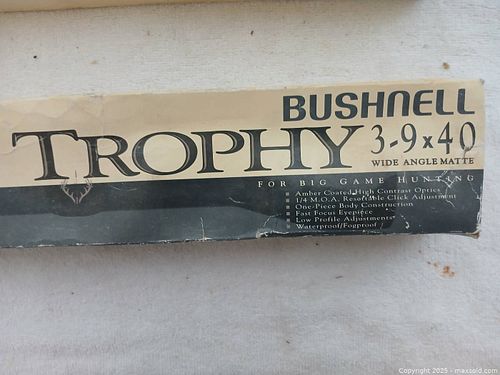 BUSHNELL
TROPHY 3-9x40
WIDE ANGLE MATTE
FOR BIG GAME HUNTING
Amber Coated High Contrast Optics
1/4 M.O.A. Resettable Click Adjustment
One-Piece Body Construction
Fast Focus Eyepiece
Low Profile Adjustments
Waterproof/Fogproof
Copyright 2025 - maxsold.com